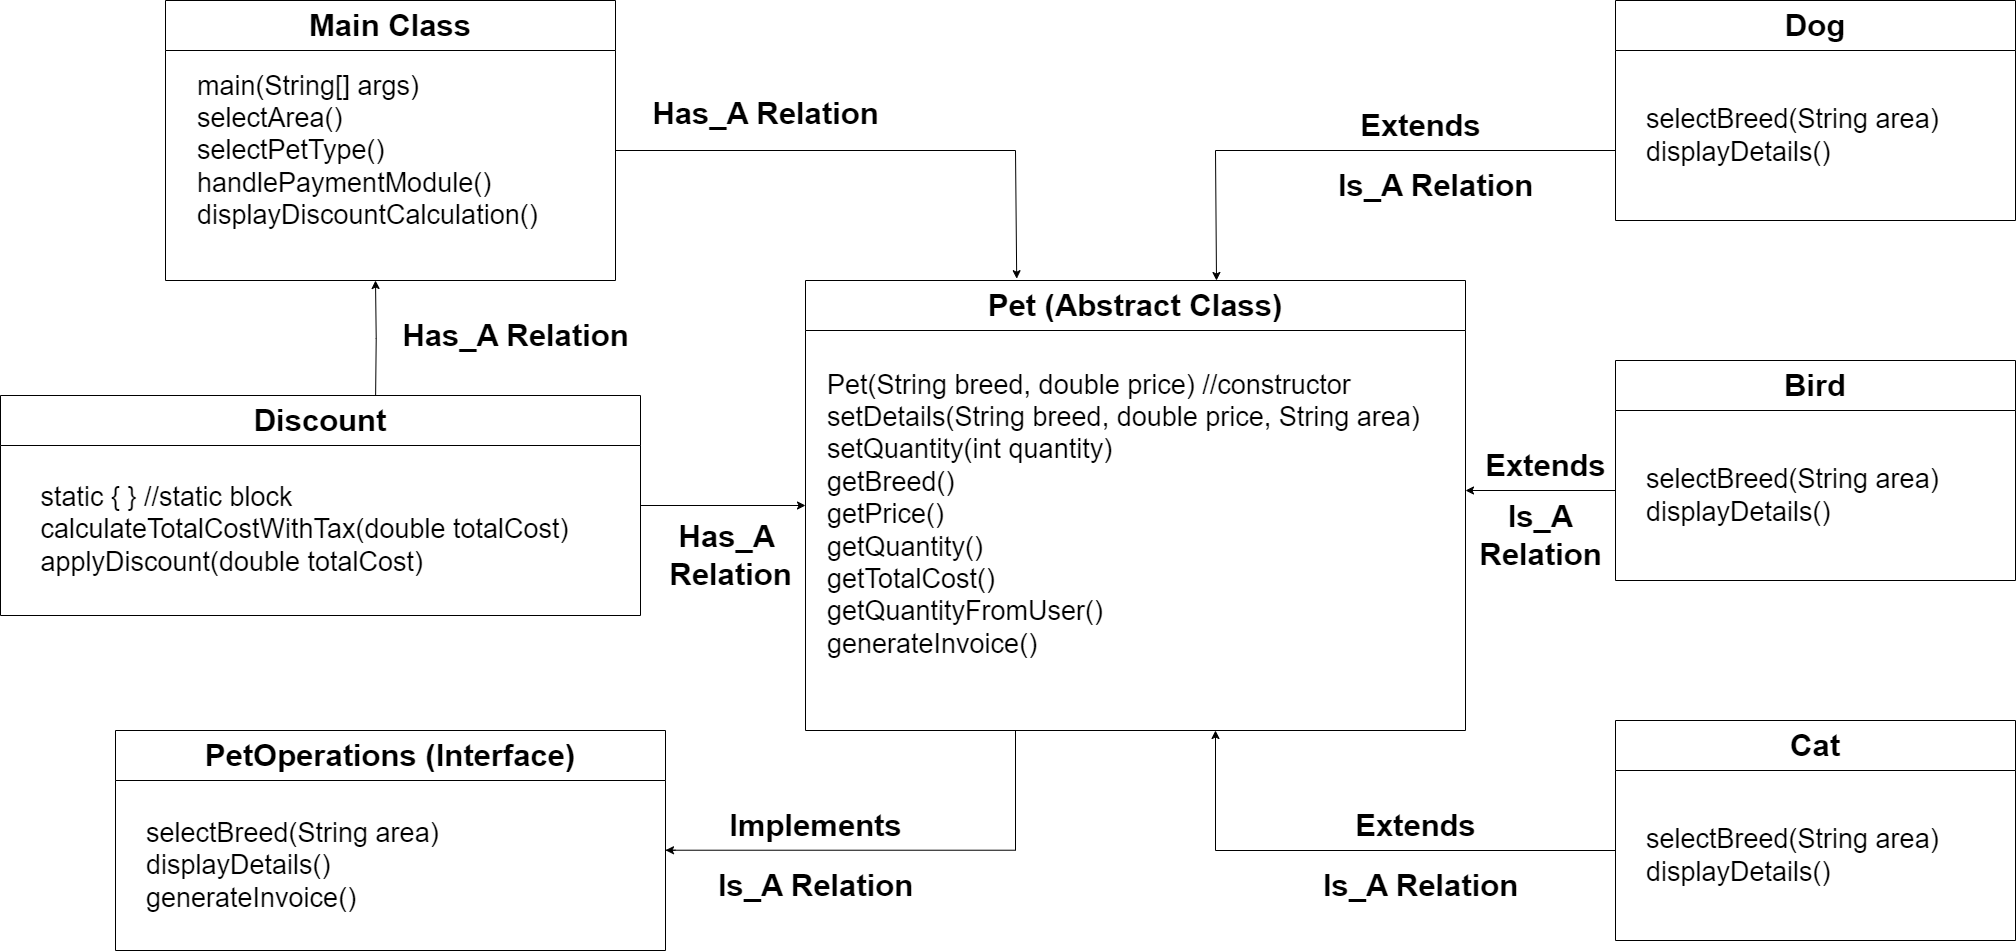 Main Class
main(String[] args)
selectArea()
selectPetType()
handlePaymentModule()
displayDiscountCalculation()
Has_A Relation
Extends
Is_A Relation
Dog
selectBreed(String area)
displayDetails()
Has_A Relation
Discount
static { } //static block
calculateTotalCostWithTax(double totalCost)
applyDiscount(double totalCost)
Has_A
Relation
Pet (Abstract Class)
Pet(String breed, double price) //constructor
setDetails(String breed, double price, String area)
setQuantity(int quantity)
getBreed()
getPrice()
getQuantity()
getTotalCost()
getQuantityFromUser()
generateInvoice()
Extends
Is_A
Relation
Bird
selectBreed(String area)
displayDetails()
PetOperations (Interface)
selectBreed(String area)
displayDetails()
generateInvoice()
Implements
Is_A Relation
Extends
Is_A Relation
Cat
selectBreed(String area)
displayDetails()